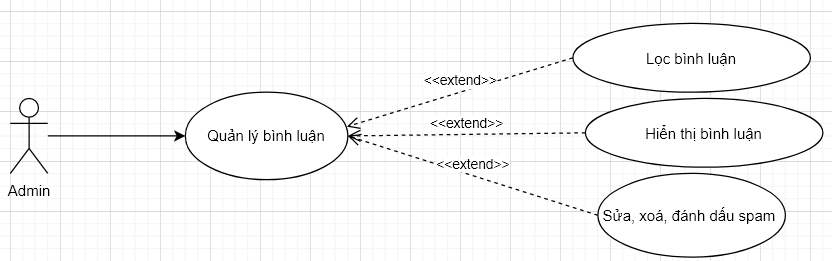 Admin
Quản lý bình luận
<<extend>>
Lọc bình luận
<<extend>>
Hiển thị bình luận
<<extend>>
Sửa, xoá, đánh dấu spam